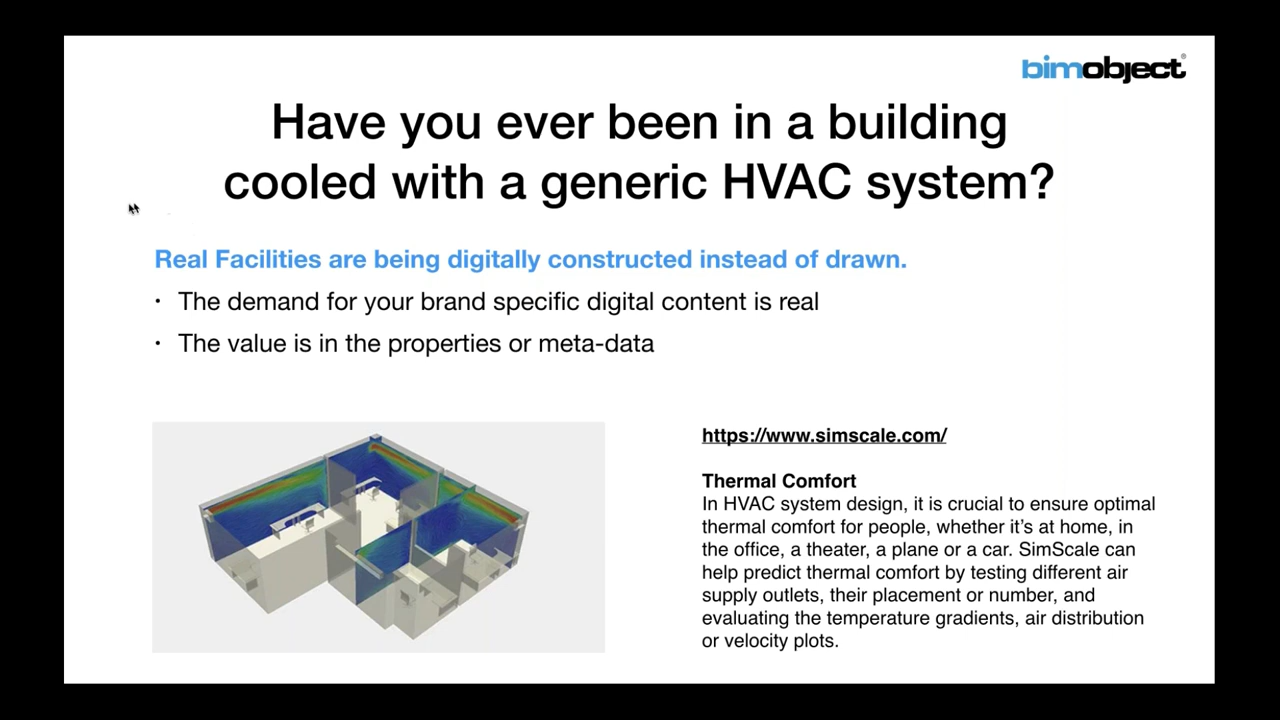 bimobject®
Have you ever been in a building
cooled with a generic HVAC system?
Real Facilities are being digitally constructed instead of drawn.
· The demand for your brand specific digital content is real
· The value is in the properties or meta-data
https://www.simscale.com/
Thermal Comfort
In HVAC system design, it is crucial to ensure optimal
thermal comfort for people, whether it’s at home, in
the office, a theater, a plane or a car. SimScale can
help predict thermal comfort by testing different air
supply outlets, their placement or number, and
evaluating the temperature gradients, air distribution
or velocity plots.